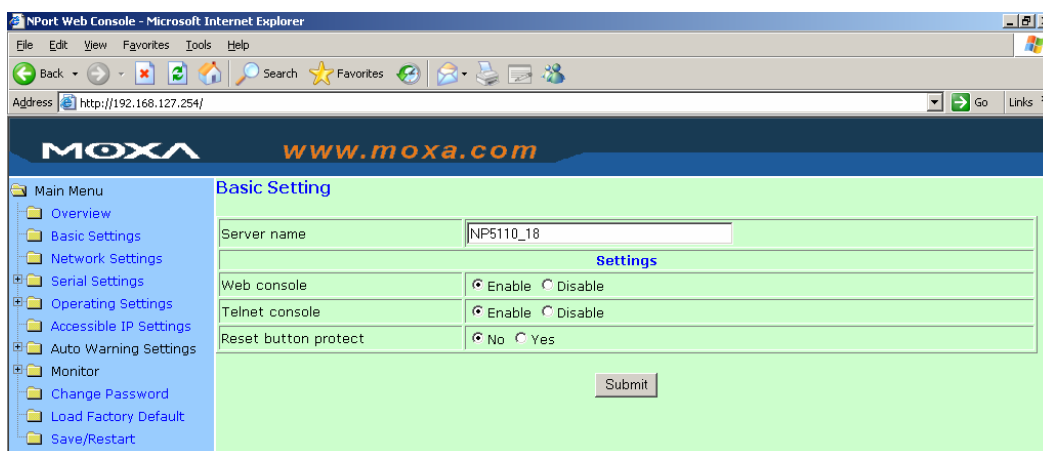 NPort Web Console - Microsoft Internet Explorer
File Edit View Favorites Tools Help
Back Search Favorites
Address http://192.168.127.254/ Go Links
MOXA www.moxa.com
Main Menu
Overview
Basic Settings
Network Settings
Serial Settings
Operating Settings
Accessible IP Settings
Auto Warning Settings
Monitor
Change Password
Load Factory Default
Save/Restart
Basic Setting
Server name NP5110_18
Settings
Web console Enable Disable
Telnet console Enable Disable
Reset button protect No Yes
Submit